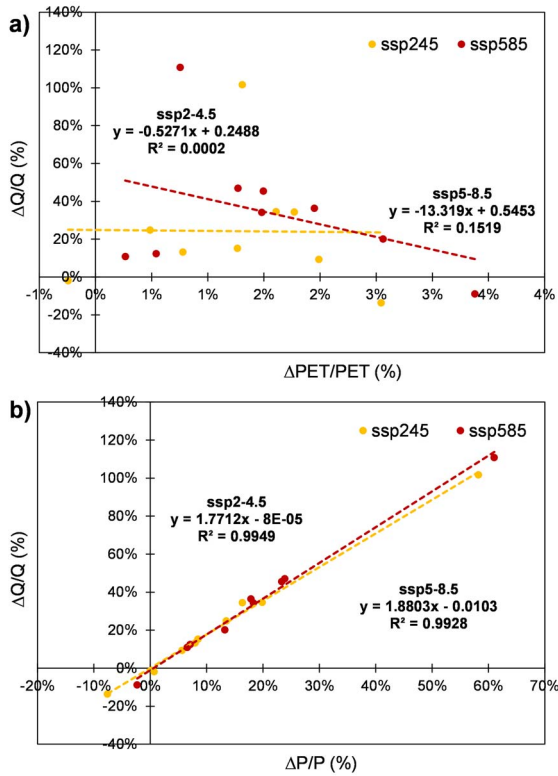 a)
140%
ssp245
ssp585
120%
100%
ssp2-4.5
y = -0.5271x + 0.2488
R² = 0.0002
80%
60%
ssp5-8.5
y = -13.319x + 0.5453
R² = 0.1519
40%
20%
0%
-1%
0%
1%
1%
2%
2%
3%
3%
4%
4%
-20%
-40%
ΔQ/Q (%)
ΔPET/PET (%)
b)
140%
ssp245
ssp585
120%
100%
ssp2-4.5
y = 1.7712x - 8E-05
R² = 0.9949
80%
60%
40%
ssp5-8.5
y = 1.8803x - 0.0103
R² = 0.9928
20%
0%
-20%
-10%
0%
10%
20%
30%
40%
50%
60%
70%
-20%
-40%
ΔQ/Q (%)
ΔP/P (%)